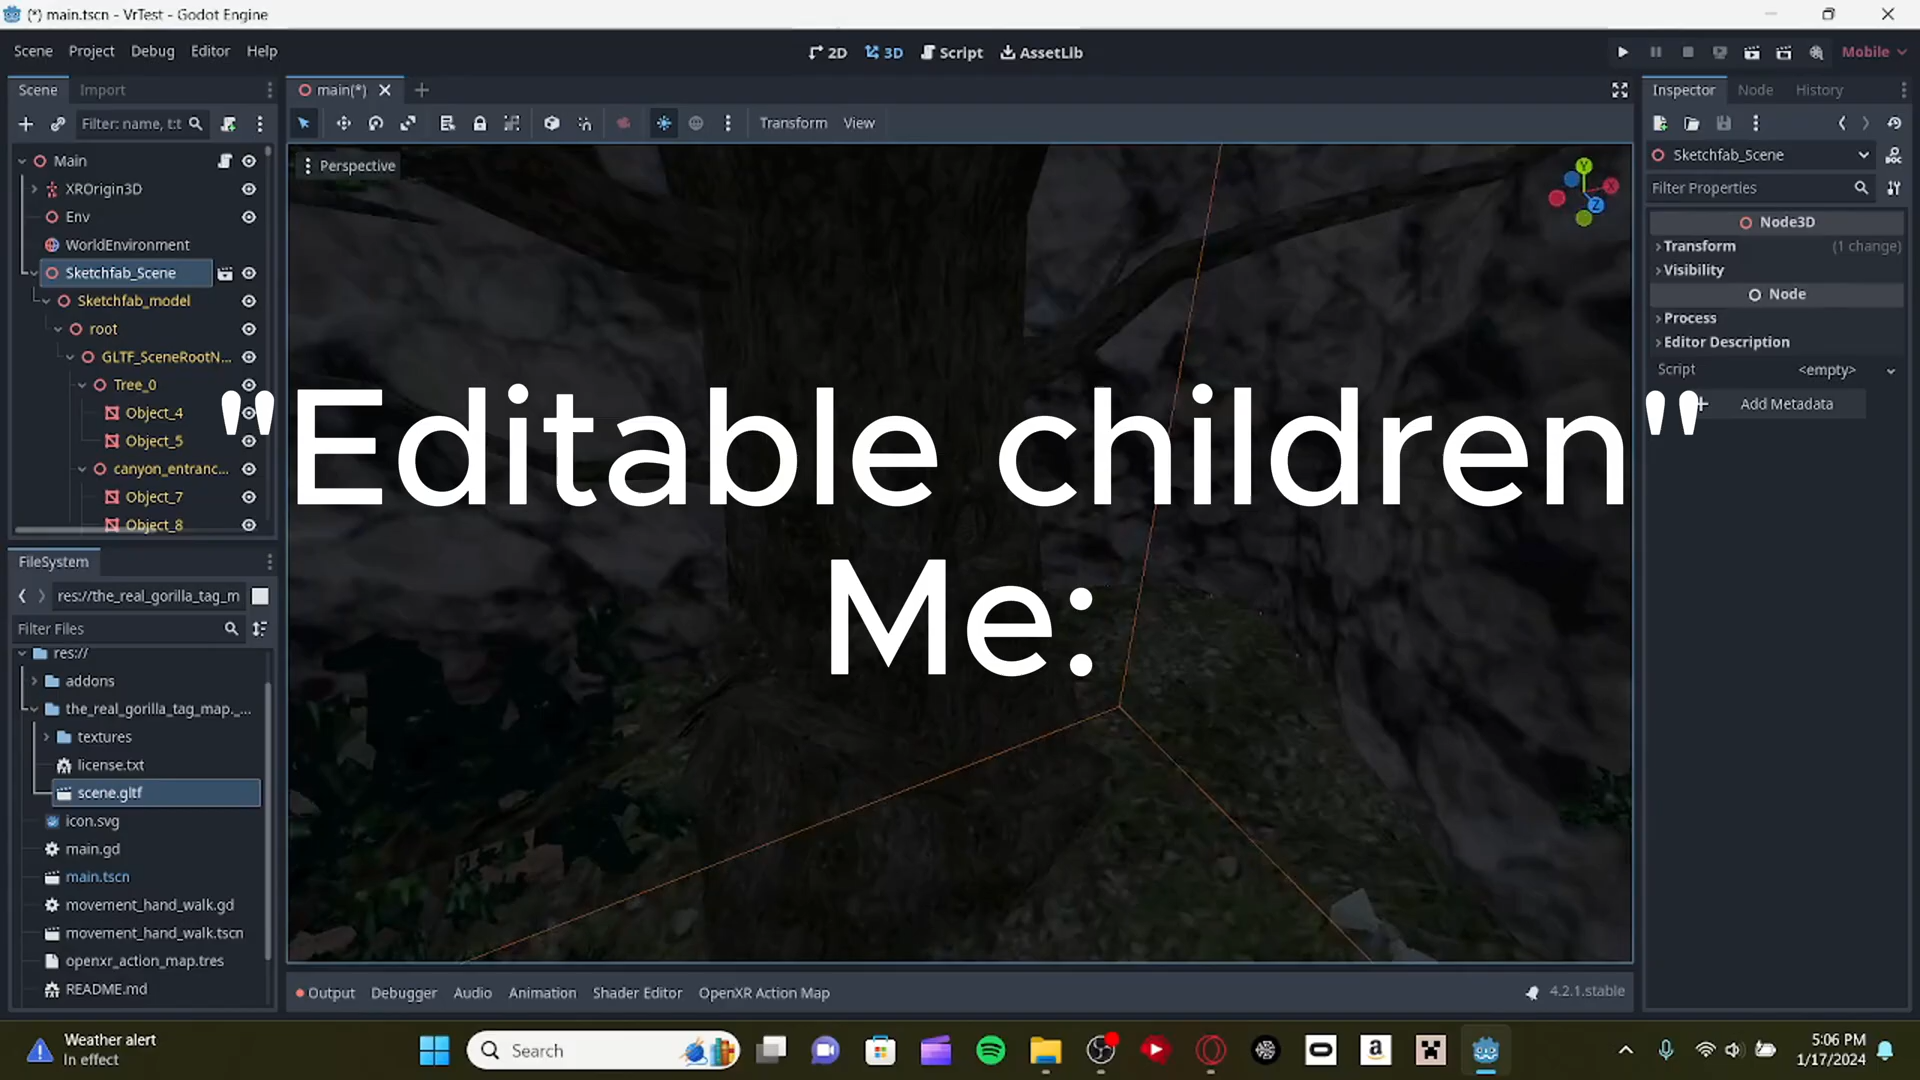 (*) main.tscn - VrTest - Godot Engine
Scene Project Debug Editor Help
2D 3D Script AssetLib
Mobile
Scene Import
main(*)
Inspector Node History
Filter: name, t:t
Transform View
Perspective
Main
XROrigin3D
Env
WorldEnvironment
Sketchfab_Scene
Sketchfab_model
root
GLTF_SceneRootN...
Tree_0
Object_4
Object_5
canyon_entranc...
Object_7
Object_8
Y
X
Z
Sketchfab_Scene
Filter Properties
Node3D
Transform (1 change)
Visibility
Node
Process
Editor Description
Script <empty>
Add Metadata
"Editable children"
Me:
FileSystem
res://the_real_gorilla_tag_m
Filter Files
res://
addons
the_real_gorilla_tag_map._...
textures
license.txt
scene.gltf
icon.svg
main.gd
main.tscn
movement_hand_walk.gd
movement_hand_walk.tscn
openxr_action_map.tres
README.md
Output Debugger Audio Animation Shader Editor OpenXR Action Map
4.2.1.stable
Weather alert
In effect
Search
5:06 PM
1/17/2024